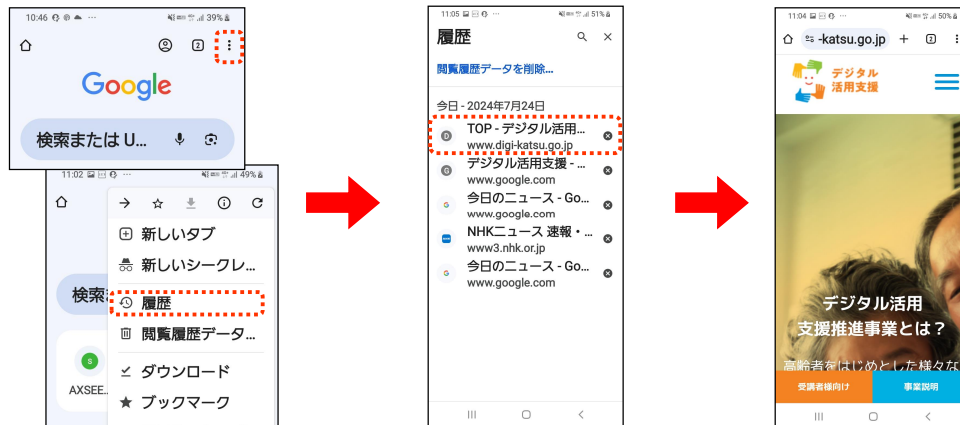 10:46 39%
2
Google
検索または U...
11:02 49%
新しいタブ
新しいシークレ...
検索
履歴
閲覧履歴データ...
S
AXSEE..
ダウンロード
ブックマーク
11:05 51%
履歴
閲覧履歴データを削除...
今日 - 2024年7月24日
D
TOP - デジタル活用...
www.digi-katsu.go.jp
G
デジタル活用支援 - ...
www.google.com
今日のニュース - Go...
www.google.com
NHKニュース 速報・...
www3.nhk.or.jp
今日のニュース - Go...
www.google.com
11:04 50%
-katsu.go.jp
2
デジタル
活用支援
デジタル活用
支援推進事業とは？
高齢者をはじめとした様々な
受講者様向け
事業説明